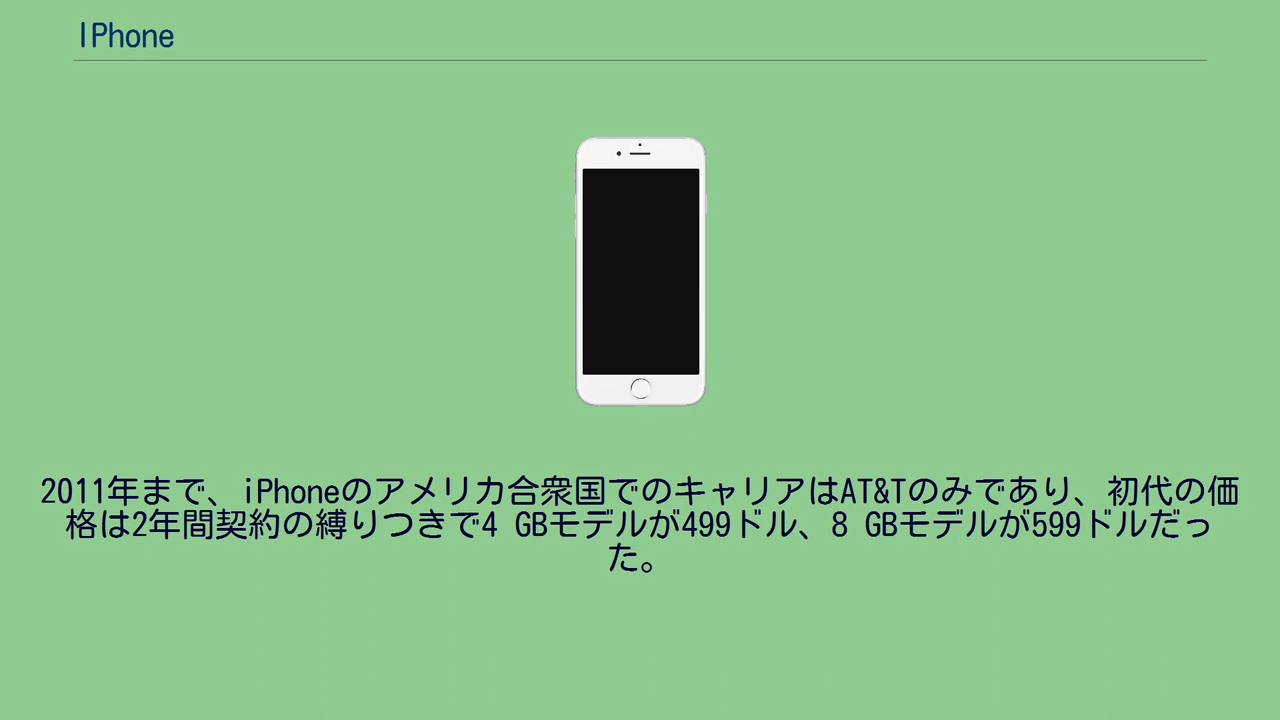 IPhone
2011年まで、iPhoneのアメリカ合衆国でのキャリアはAT&Tのみであり、初代の価
格は2年間契約の縛りつきで4 GBモデルが499ドル、8 GBモデルが599ドルだっ
た。